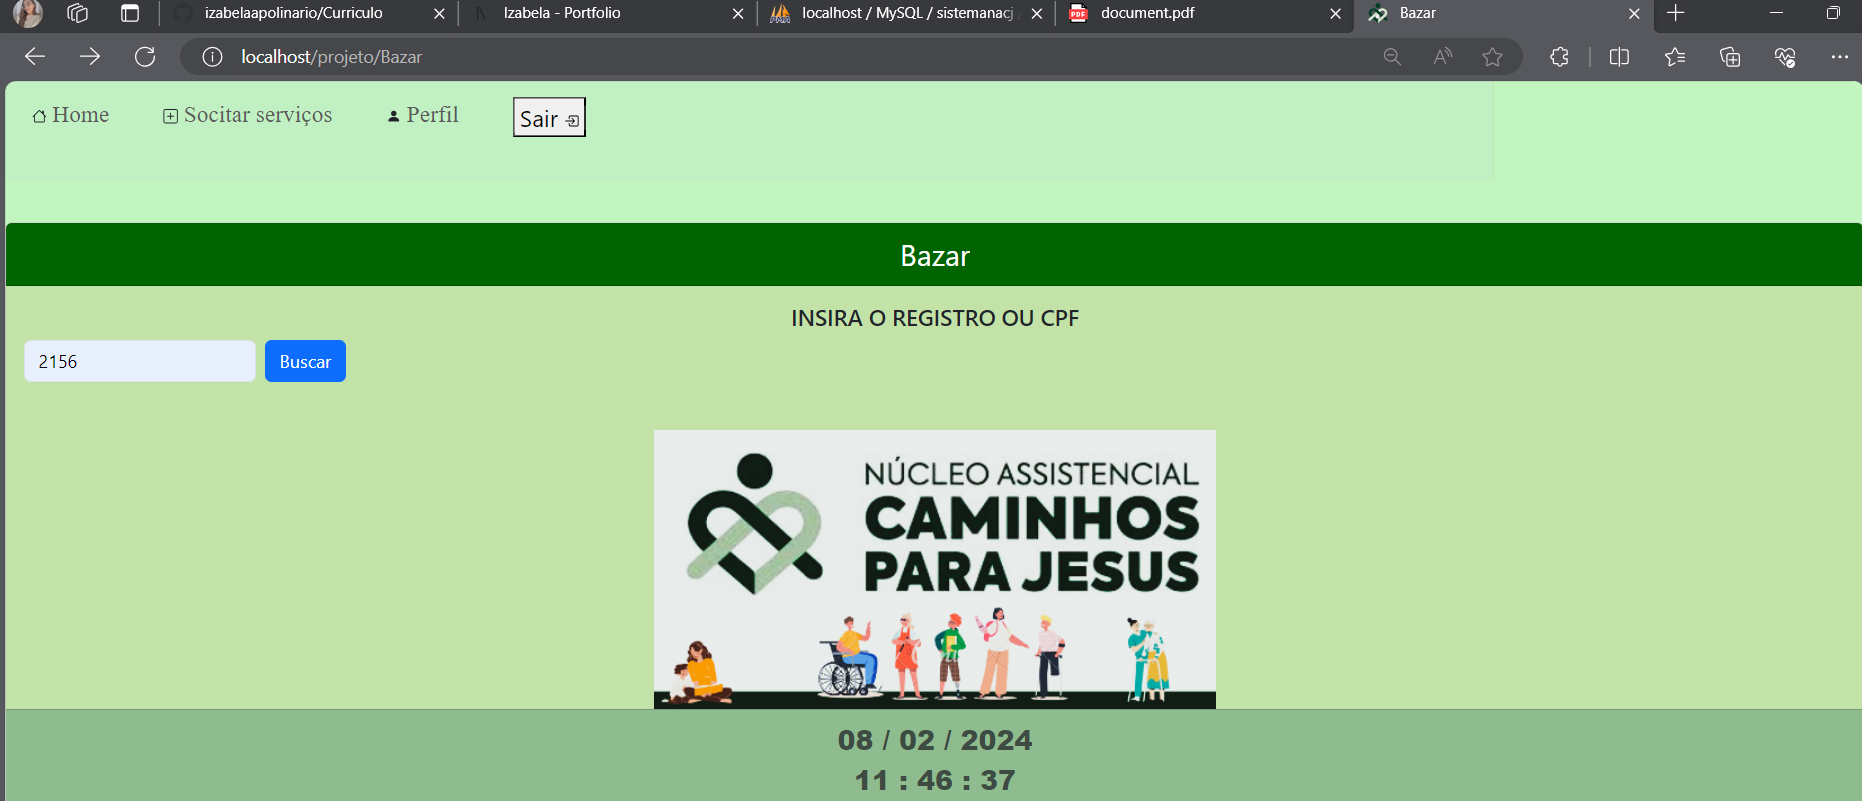 izabelaapolinario/Curriculo
Izabela - Portfolio
localhost / MySQL / sistemanacj
document.pdf
Bazar
localhost/projeto/Bazar
Home
Socitar serviços
Perfil
Sair
Bazar
INSIRA O REGISTRO OU CPF
2156
Buscar
NÚCLEO ASSISTENCIAL
CAMINHOS
PARA JESUS
08 / 02 / 2024
11 : 46 : 37